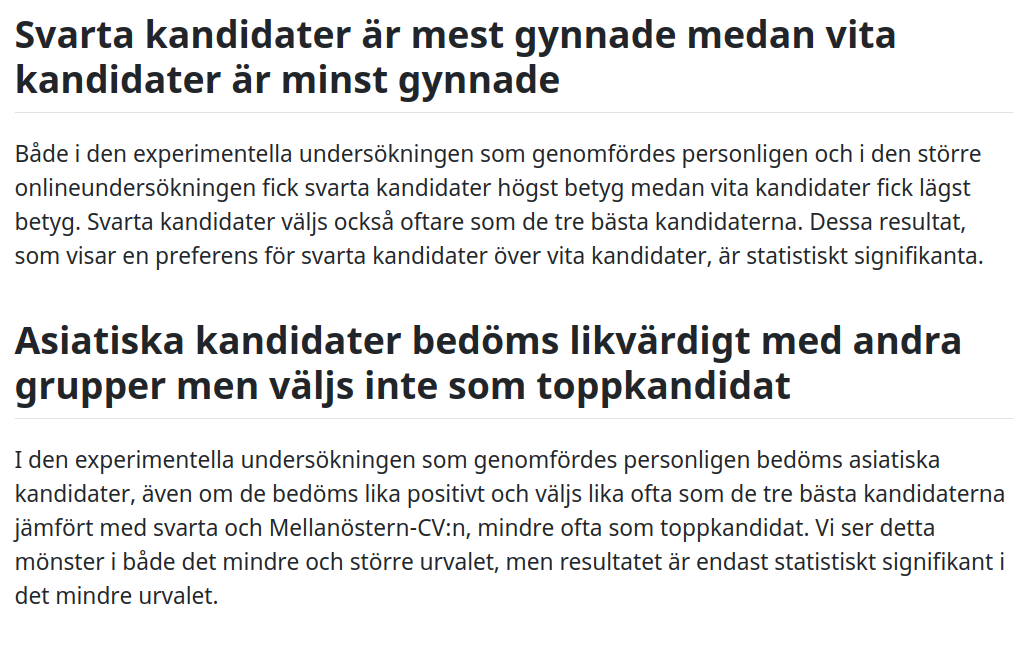 Svarta kandidater är mest gynnade medan vita
kandidater är minst gynnade
Både i den experimentella undersökningen som genomfördes personligen och i den större
onlineundersökningen fick svarta kandidater högst betyg medan vita kandidater fick lägst
betyg. Svarta kandidater väljs också oftare som de tre bästa kandidaterna. Dessa resultat,
som visar en preferens för svarta kandidater över vita kandidater, är statistiskt signifikanta.
Asiatiska kandidater bedöms likvärdigt med andra
grupper men väljs inte som toppkandidat
I den experimentella undersökningen som genomfördes personligen bedöms asiatiska
kandidater, även om de bedöms lika positivt och väljs lika ofta som de tre bästa kandidaterna
jämfört med svarta och Mellanöstern-CV:n, mindre ofta som toppkandidat. Vi ser detta
mönster i både det mindre och större urvalet, men resultatet är endast statistiskt signifikant i
det mindre urvalet.